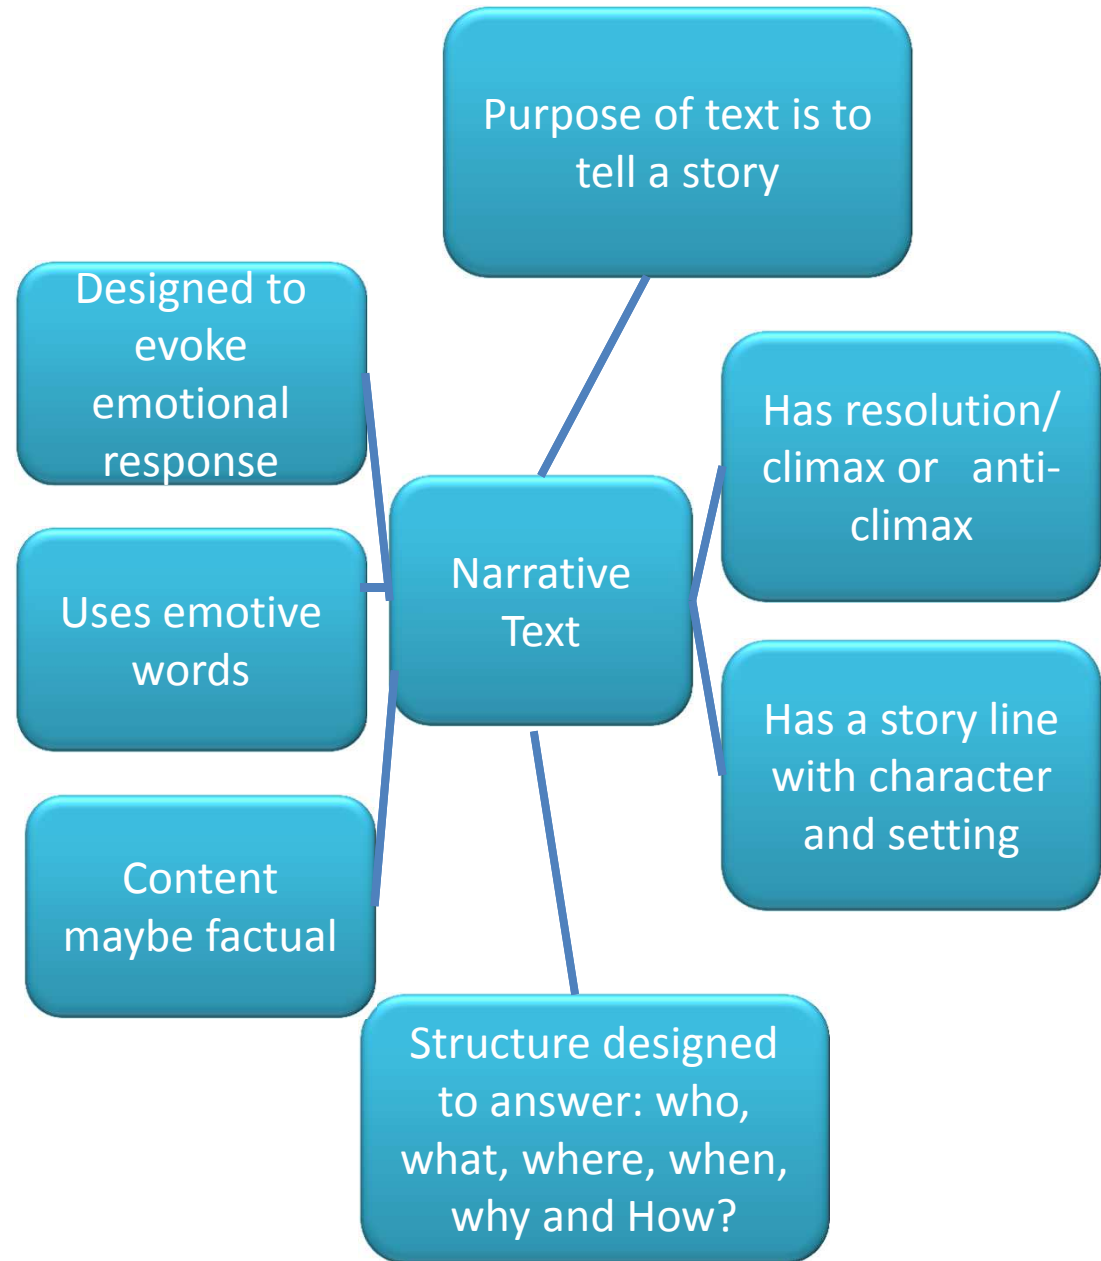 Purpose of text is to
tell a story
Designed to
evoke
emotional
response
Has resolution/
climax or anti-
climax
Narrative
Text
Uses emotive
words
Has a story line
with character
and setting
Content
maybe factual
Structure designed
to answer: who,
what, where, when,
why and How?